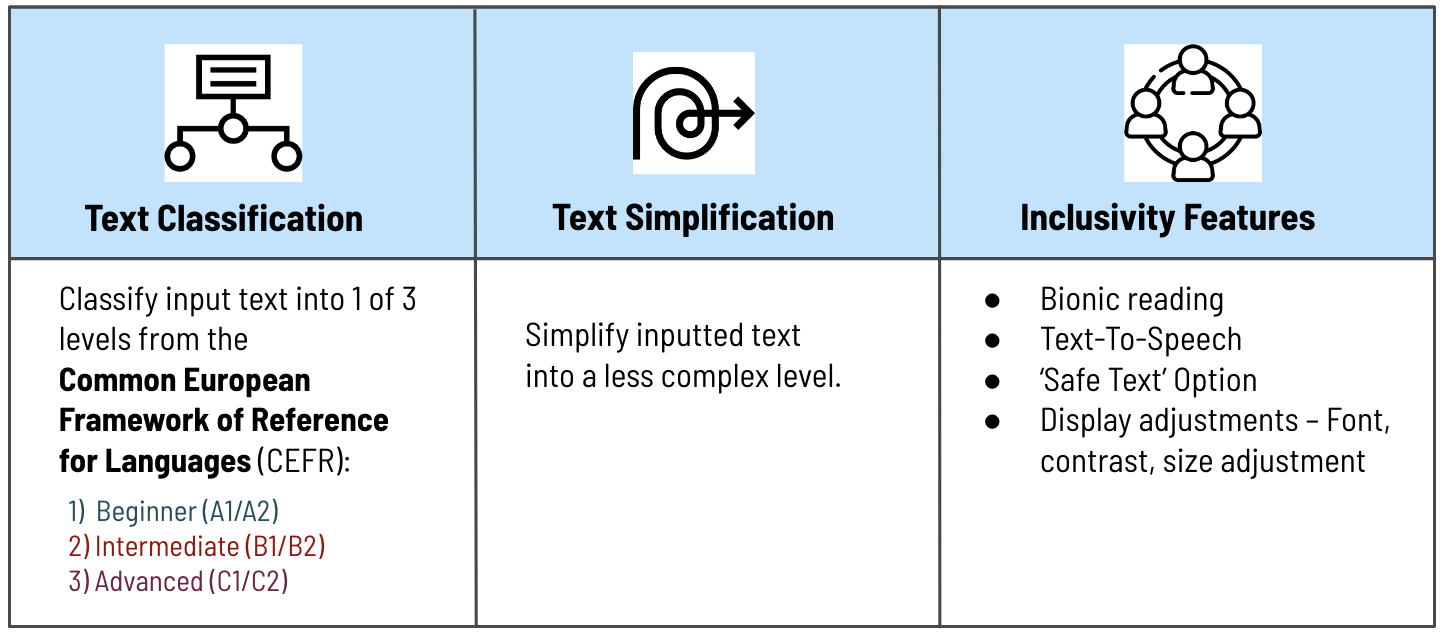 Text Classification
Classify input text into 1 of 3
levels from the
Common European
Framework of Reference
for Languages (CEFR):
1) Beginner (A1/A2)
2) Intermediate (B1/B2)
3) Advanced (C1/C2)
Text Simplification
Simplify inputted text
into a less complex level.
Inclusivity Features
● Bionic reading
● Text-To-Speech
● ‘Safe Text’ Option
● Display adjustments – Font,
contrast, size adjustment